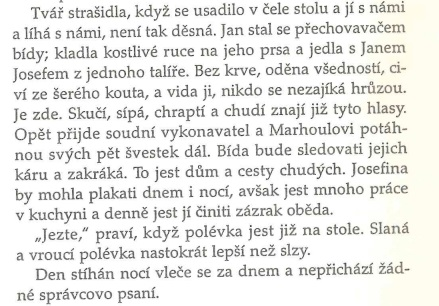 Tvář strašidla, když se usadilo v čele stolu a jí s námi
a líhá s námi, není tak děsná. Jan stal se přechovavačem
bídy; kladla kostlivé ruce na jeho prsa a jedla s Janem
Josefem z jednoho talíře. Bez krve, oděna všedností, ci-
ví ze šerého kouta, a vida ji, nikdo se nezajíká hrůzou.
Je zde. Skučí, sípá, chraptí a chudí znají již tyto hlasy.
Opět přijde soudní vykonavatel a Marhoulovi potáh-
nou svých pět švestek dál. Bída bude sledovati jejich
káru a zakráká. To jest dům a cesty chudých. Josefina
by mohla plakati dnem i nocí, avšak jest mnoho práce
v kuchyni a denně jest jí činiti zázrak oběda.
„Jezte,” praví, když polévka jest již na stole. Slaná
a vroucí polévka nastokrát lepší než slzy.
Den stíhán nocí vleče se za dnem a nepřichází žád-
né správcovo psaní.